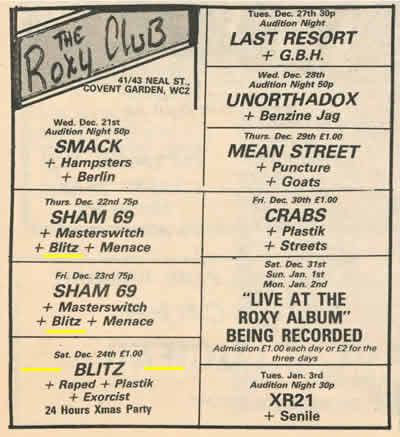 THE
ROXY CLUB
41/43 NEAL ST.,
COVENT GARDEN, WC2
Wed. Dec. 21st
Audition Night 50p
SMACK
+ Hampsters
+ Berlin
Thurs. Dec. 22nd 75p
SHAM 69
+ Masterswitch
+ Blitz + Menace
Fri. Dec. 23rd 75p
SHAM 69
+ Masterswitch
+ Blitz + Menace
Sat. Dec. 24th £1.00
BLITZ
+ Raped + Plastik
+ Exorcist
24 Hours Xmas Party
Tues. Dec. 27th 30p
Audition Night
LAST RESORT
+ G.B.H.
Wed. Dec. 28th
Audition Night 50p
UNORTHADOX
+ Benzine Jag
Thurs. Dec. 29th £1.00
MEAN STREET
+ Puncture
+ Goats
Fri. Dec. 30th £1.00
CRABS
+ Plastik
+ Streets
Sat. Dec. 31st
Sun. Jan. 1st
Mon. Jan. 2nd
"LIVE AT THE
ROXY ALBUM"
BEING RECORDED
Admission £1.00 each day or £2 for the
three days
Tues. Jan. 3rd
Audition Night 30p
XR21
+ Senile